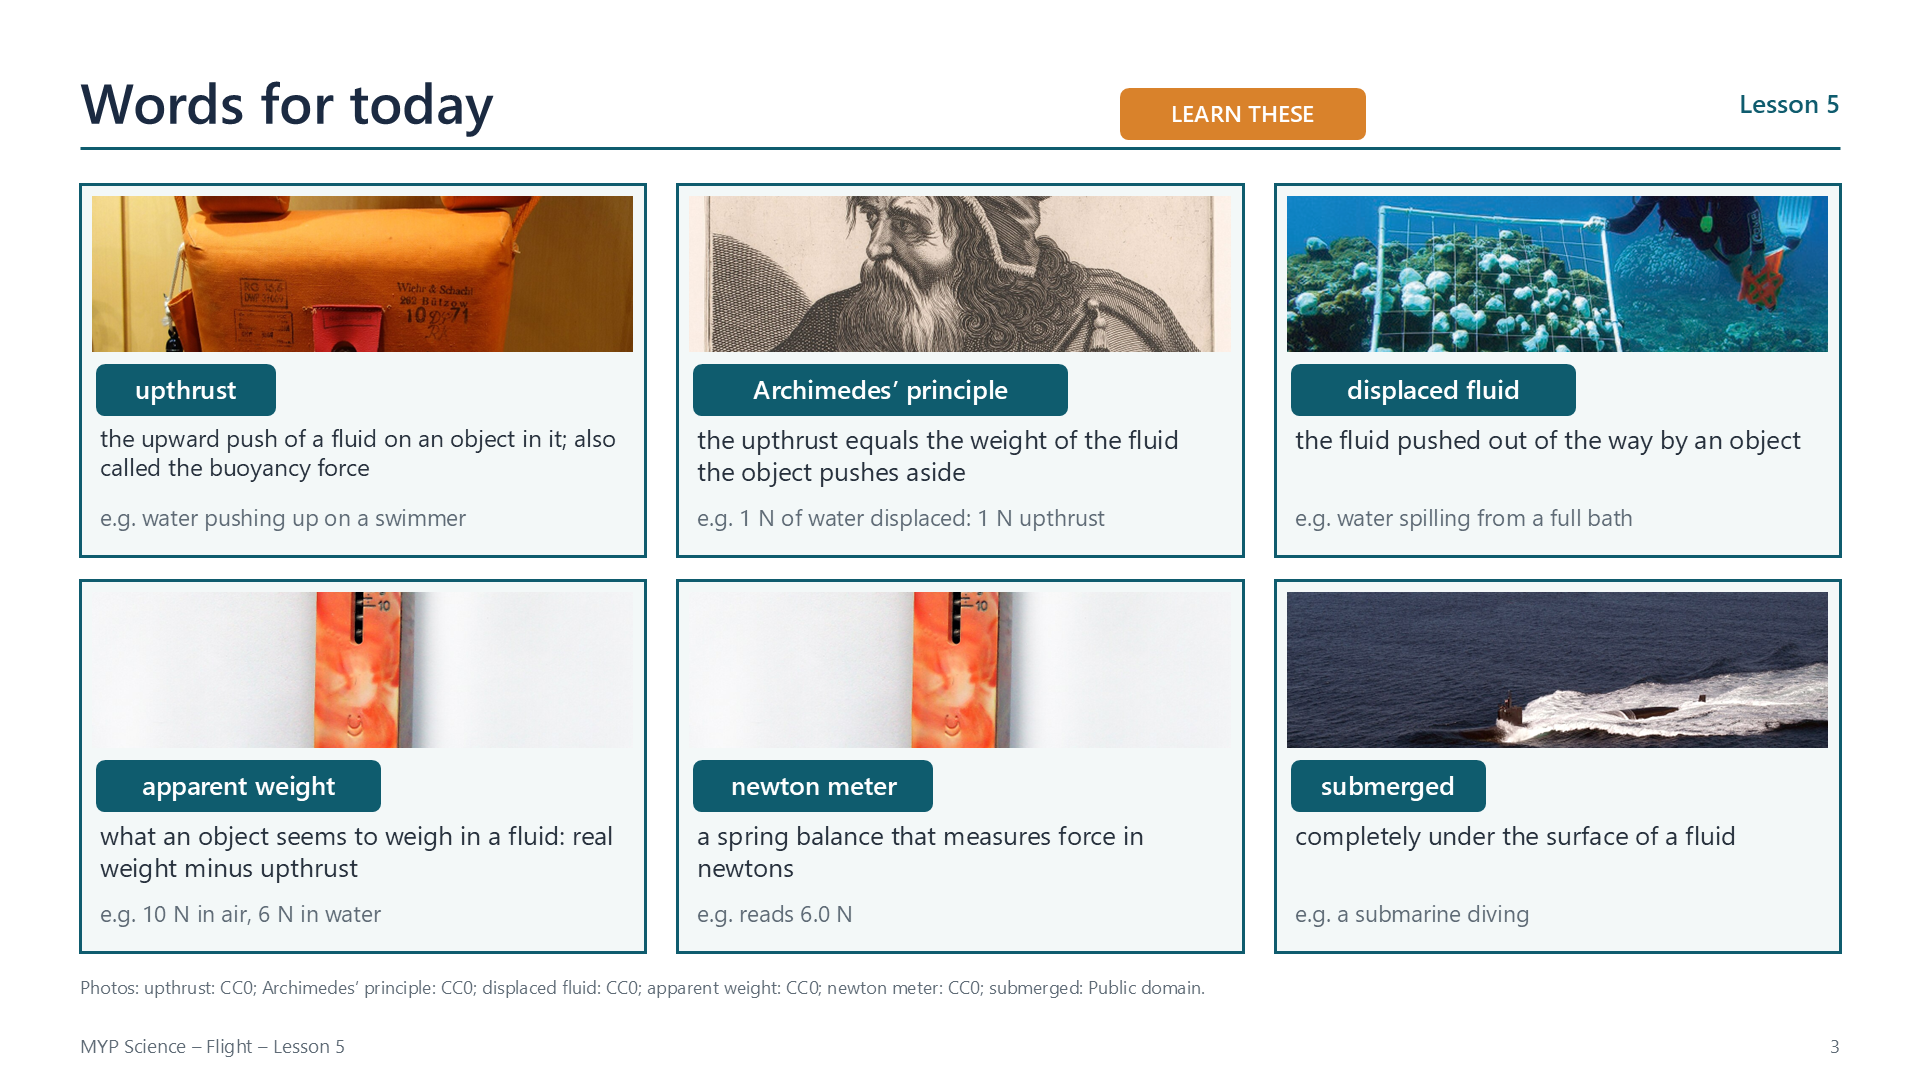 Words for today
LEARN THESE
Lesson 5
Wiehr & Schacht
262 Bützow
upthrust
the upward push of a fluid on an object in it; also
called the buoyancy force
e.g. water pushing up on a swimmer
Archimedes’ principle
the upthrust equals the weight of the fluid
the object pushes aside
e.g. 1 N of water displaced: 1 N upthrust
displaced fluid
the fluid pushed out of the way by an object
e.g. water spilling from a full bath
10
apparent weight
what an object seems to weigh in a fluid: real
weight minus upthrust
e.g. 10 N in air, 6 N in water
10
newton meter
a spring balance that measures force in
newtons
e.g. reads 6.0 N
submerged
completely under the surface of a fluid
e.g. a submarine diving
Photos: upthrust: CC0; Archimedes’ principle: CC0; displaced fluid: CC0; apparent weight: CC0; newton meter: CC0; submerged: Public domain.
MYP Science – Flight – Lesson 5
3